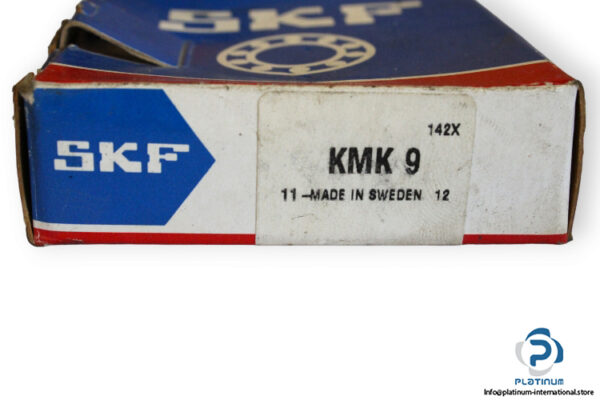 SKF
SKF
142X
KMK 9
11 -MADE IN SWEDEN 12
PLATINUM
Info@platinum-international.store